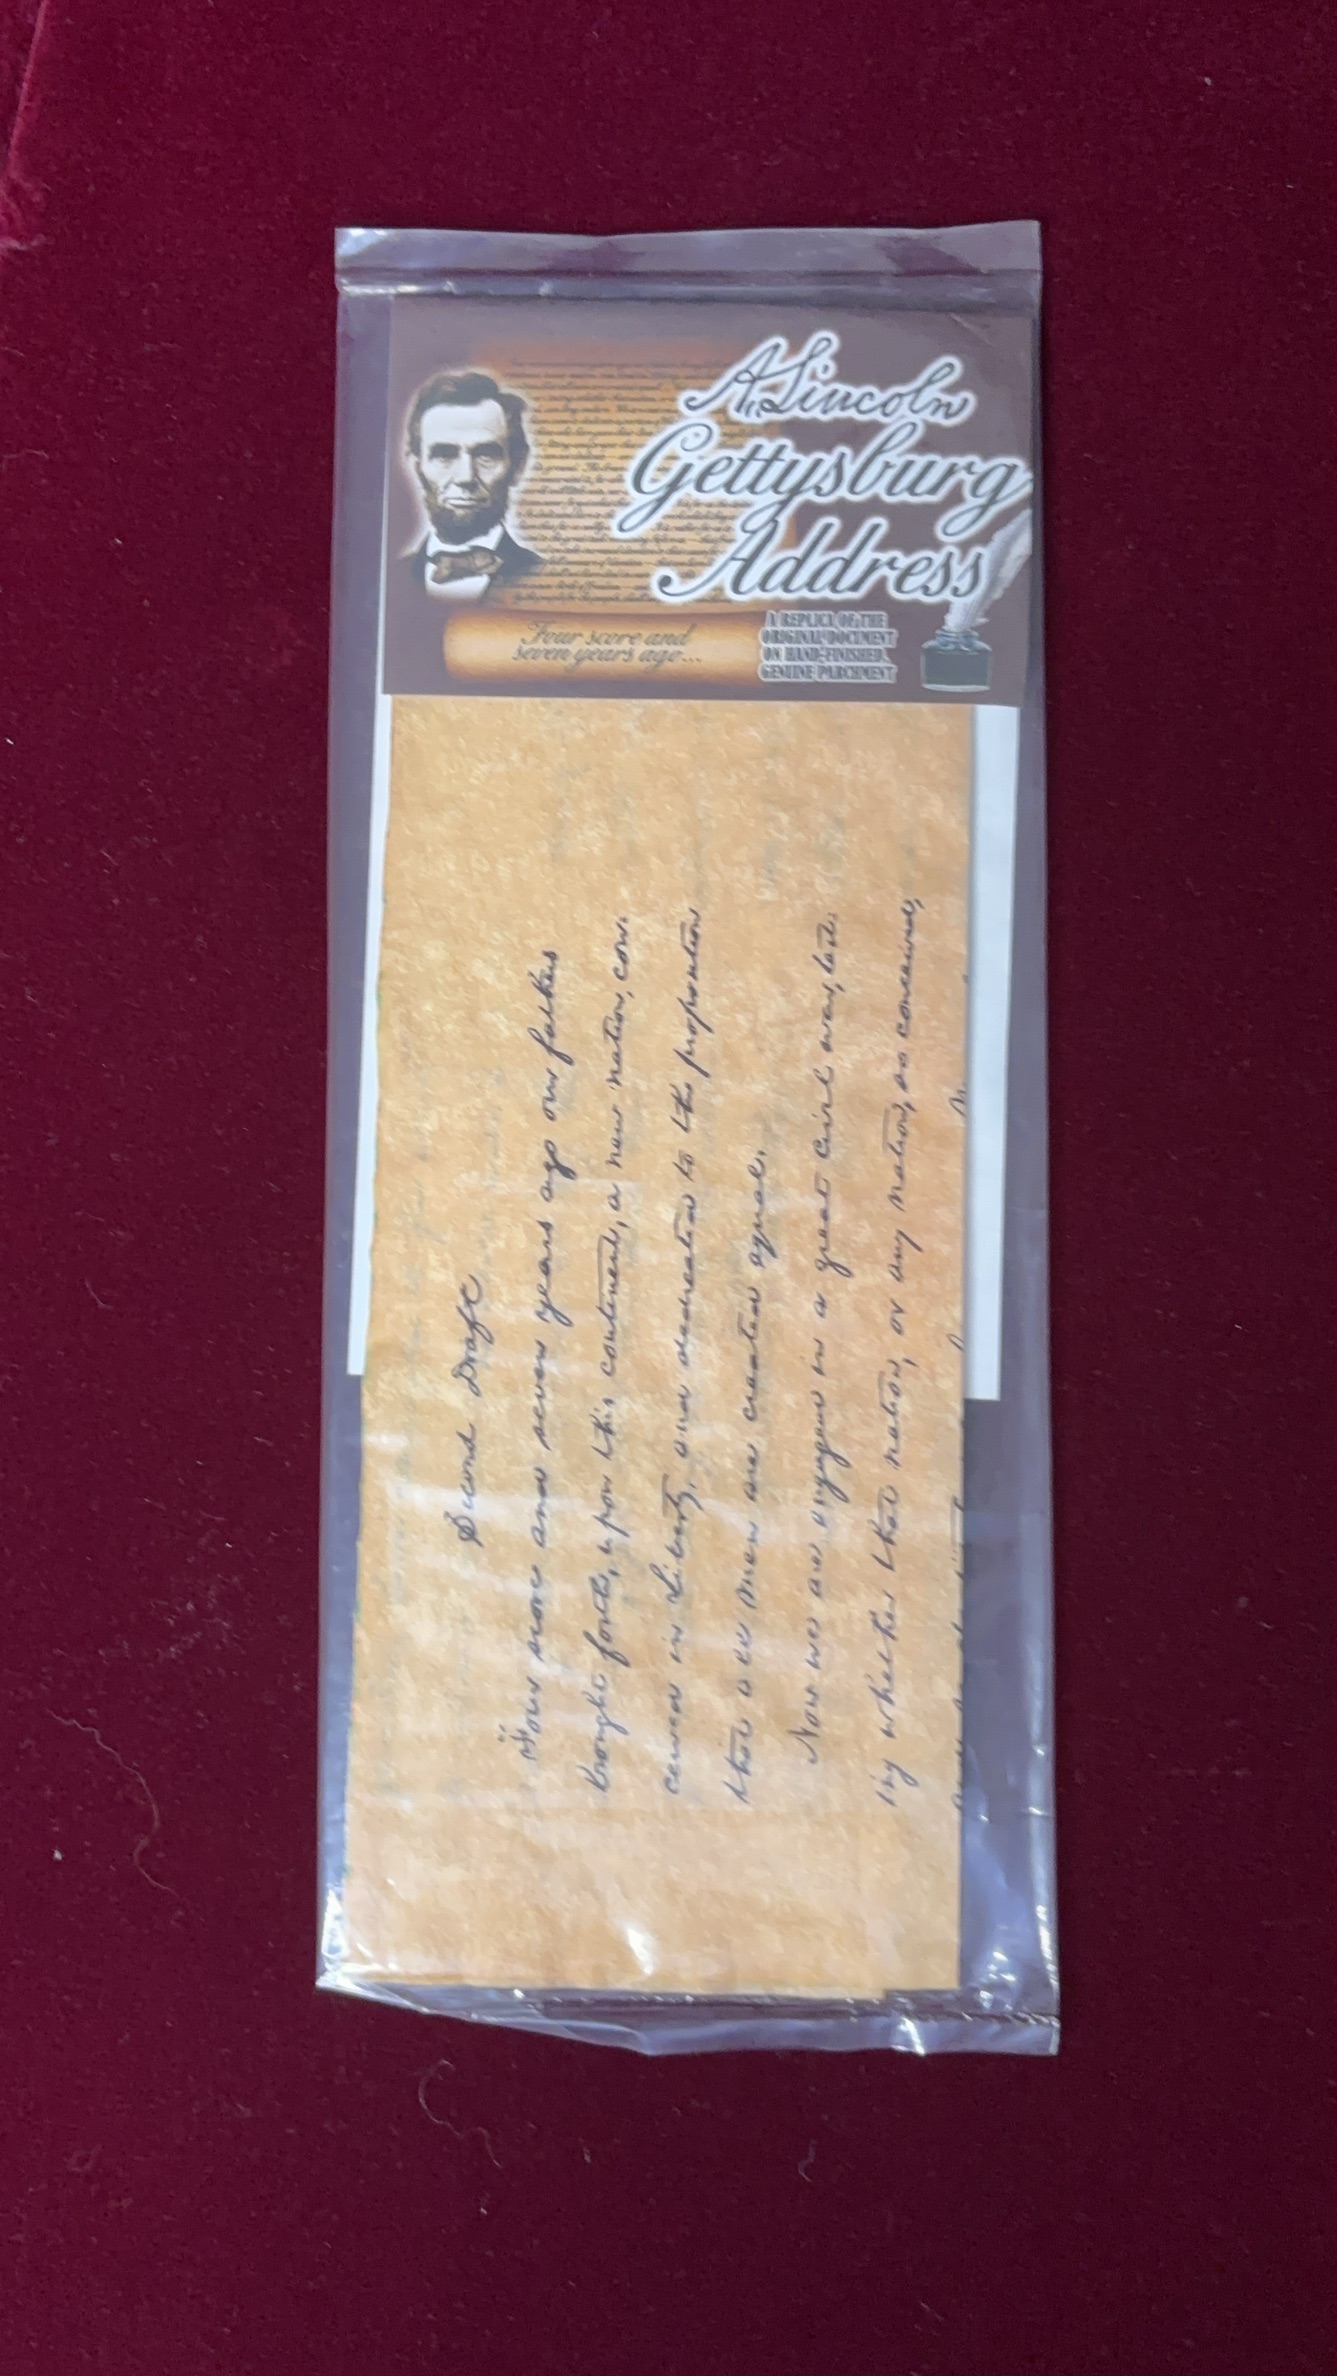 A. Lincoln
Gettysburg
Address
Four score and
seven years ago...
A REPLICA OF THE
ORIGINAL DOCUMENT
ON HAND-FINISHED,
GENUINE PARCHMENT
Second Draft
Four score and seven years ago our fathers
brought forth, upon this continent, a new nation, con-
ceived in Liberty, and dedicated to the proposition
that all men are created equal.
Now we are engaged in a great civil war, test-
ing whether that nation, or any nation, so conceived,